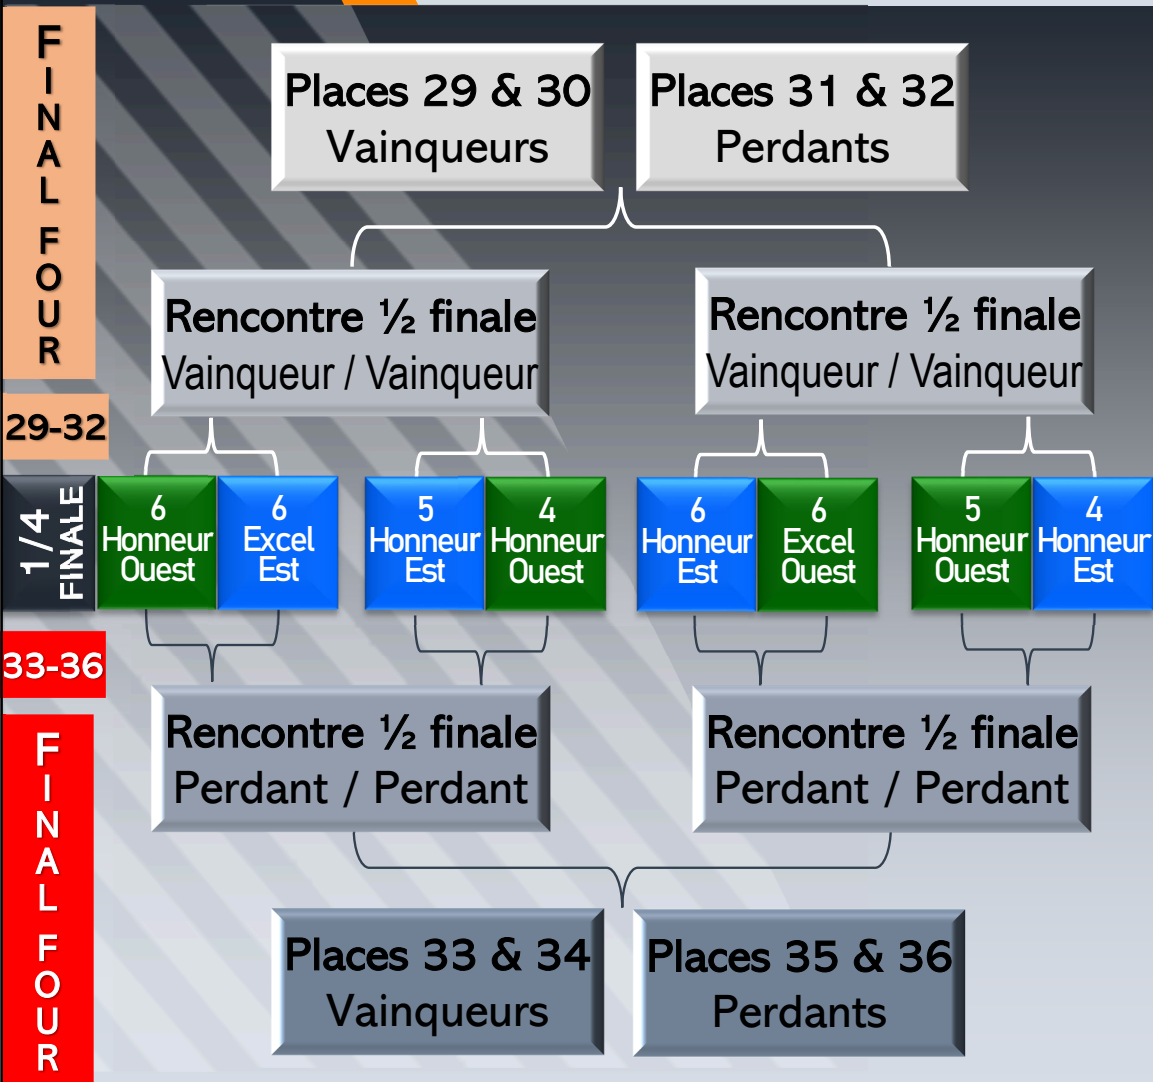 FINAL FOUR
Places 29 & 30
Vainqueurs
Places 31 & 32
Perdants
Rencontre ½ finale
Vainqueur / Vainqueur
Rencontre ½ finale
Vainqueur / Vainqueur
29-32
1/4
FINALE
6
Honneur
Ouest
6
Excel
Est
5
Honneur
Est
4
Honneur
Ouest
6
Honneur
Est
6
Excel
Ouest
5
Honneur
Ouest
4
Honneur
Est
33-36
FINAL FOUR
Rencontre ½ finale
Perdant / Perdant
Rencontre ½ finale
Perdant / Perdant
Places 33 & 34
Vainqueurs
Places 35 & 36
Perdants